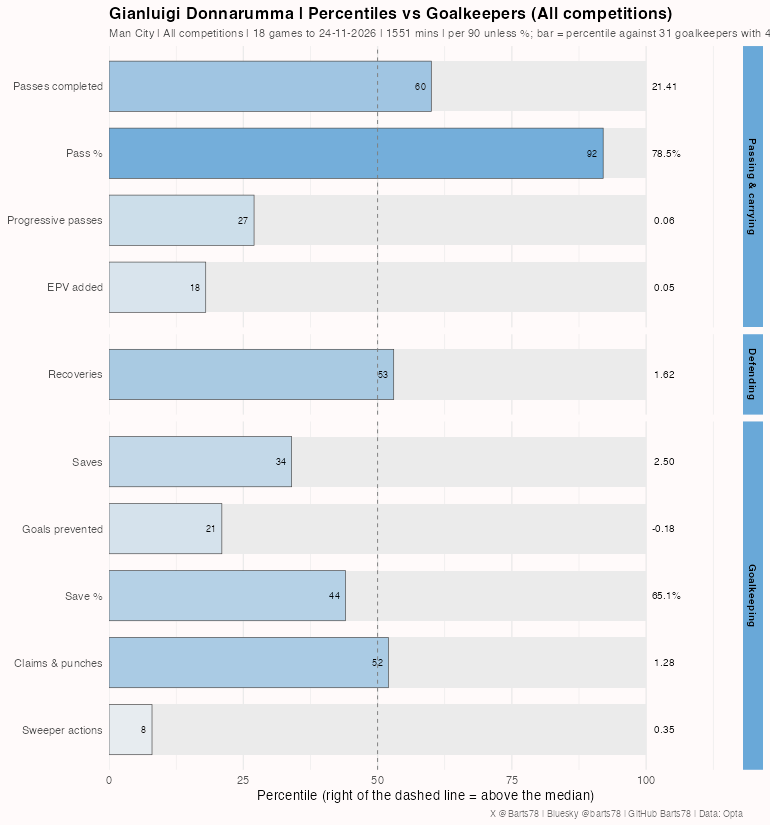 Gianluigi Donnarumma | Percentiles vs Goalkeepers (All competitions)
Man City | All competitions | 18 games to 24-11-2026 | 1551 mins | per 90 unless %; bar = percentile against 31 goalkeepers with 4
Passes completed 60 21.41
Pass % 92 78.5%
Progressive passes 27 0.06
EPV added 18 0.05
Passing & carrying
Recoveries 53 1.62
Defending
Saves 34 2.50
Goals prevented 21 -0.18
Save % 44 65.1%
Claims & punches 52 1.28
Sweeper actions 8 0.35
Goalkeeping
0 25 50 75 100
Percentile (right of the dashed line = above the median)
X @Barts78 | Bluesky @barts78 | GitHub Barts78 | Data: Opta